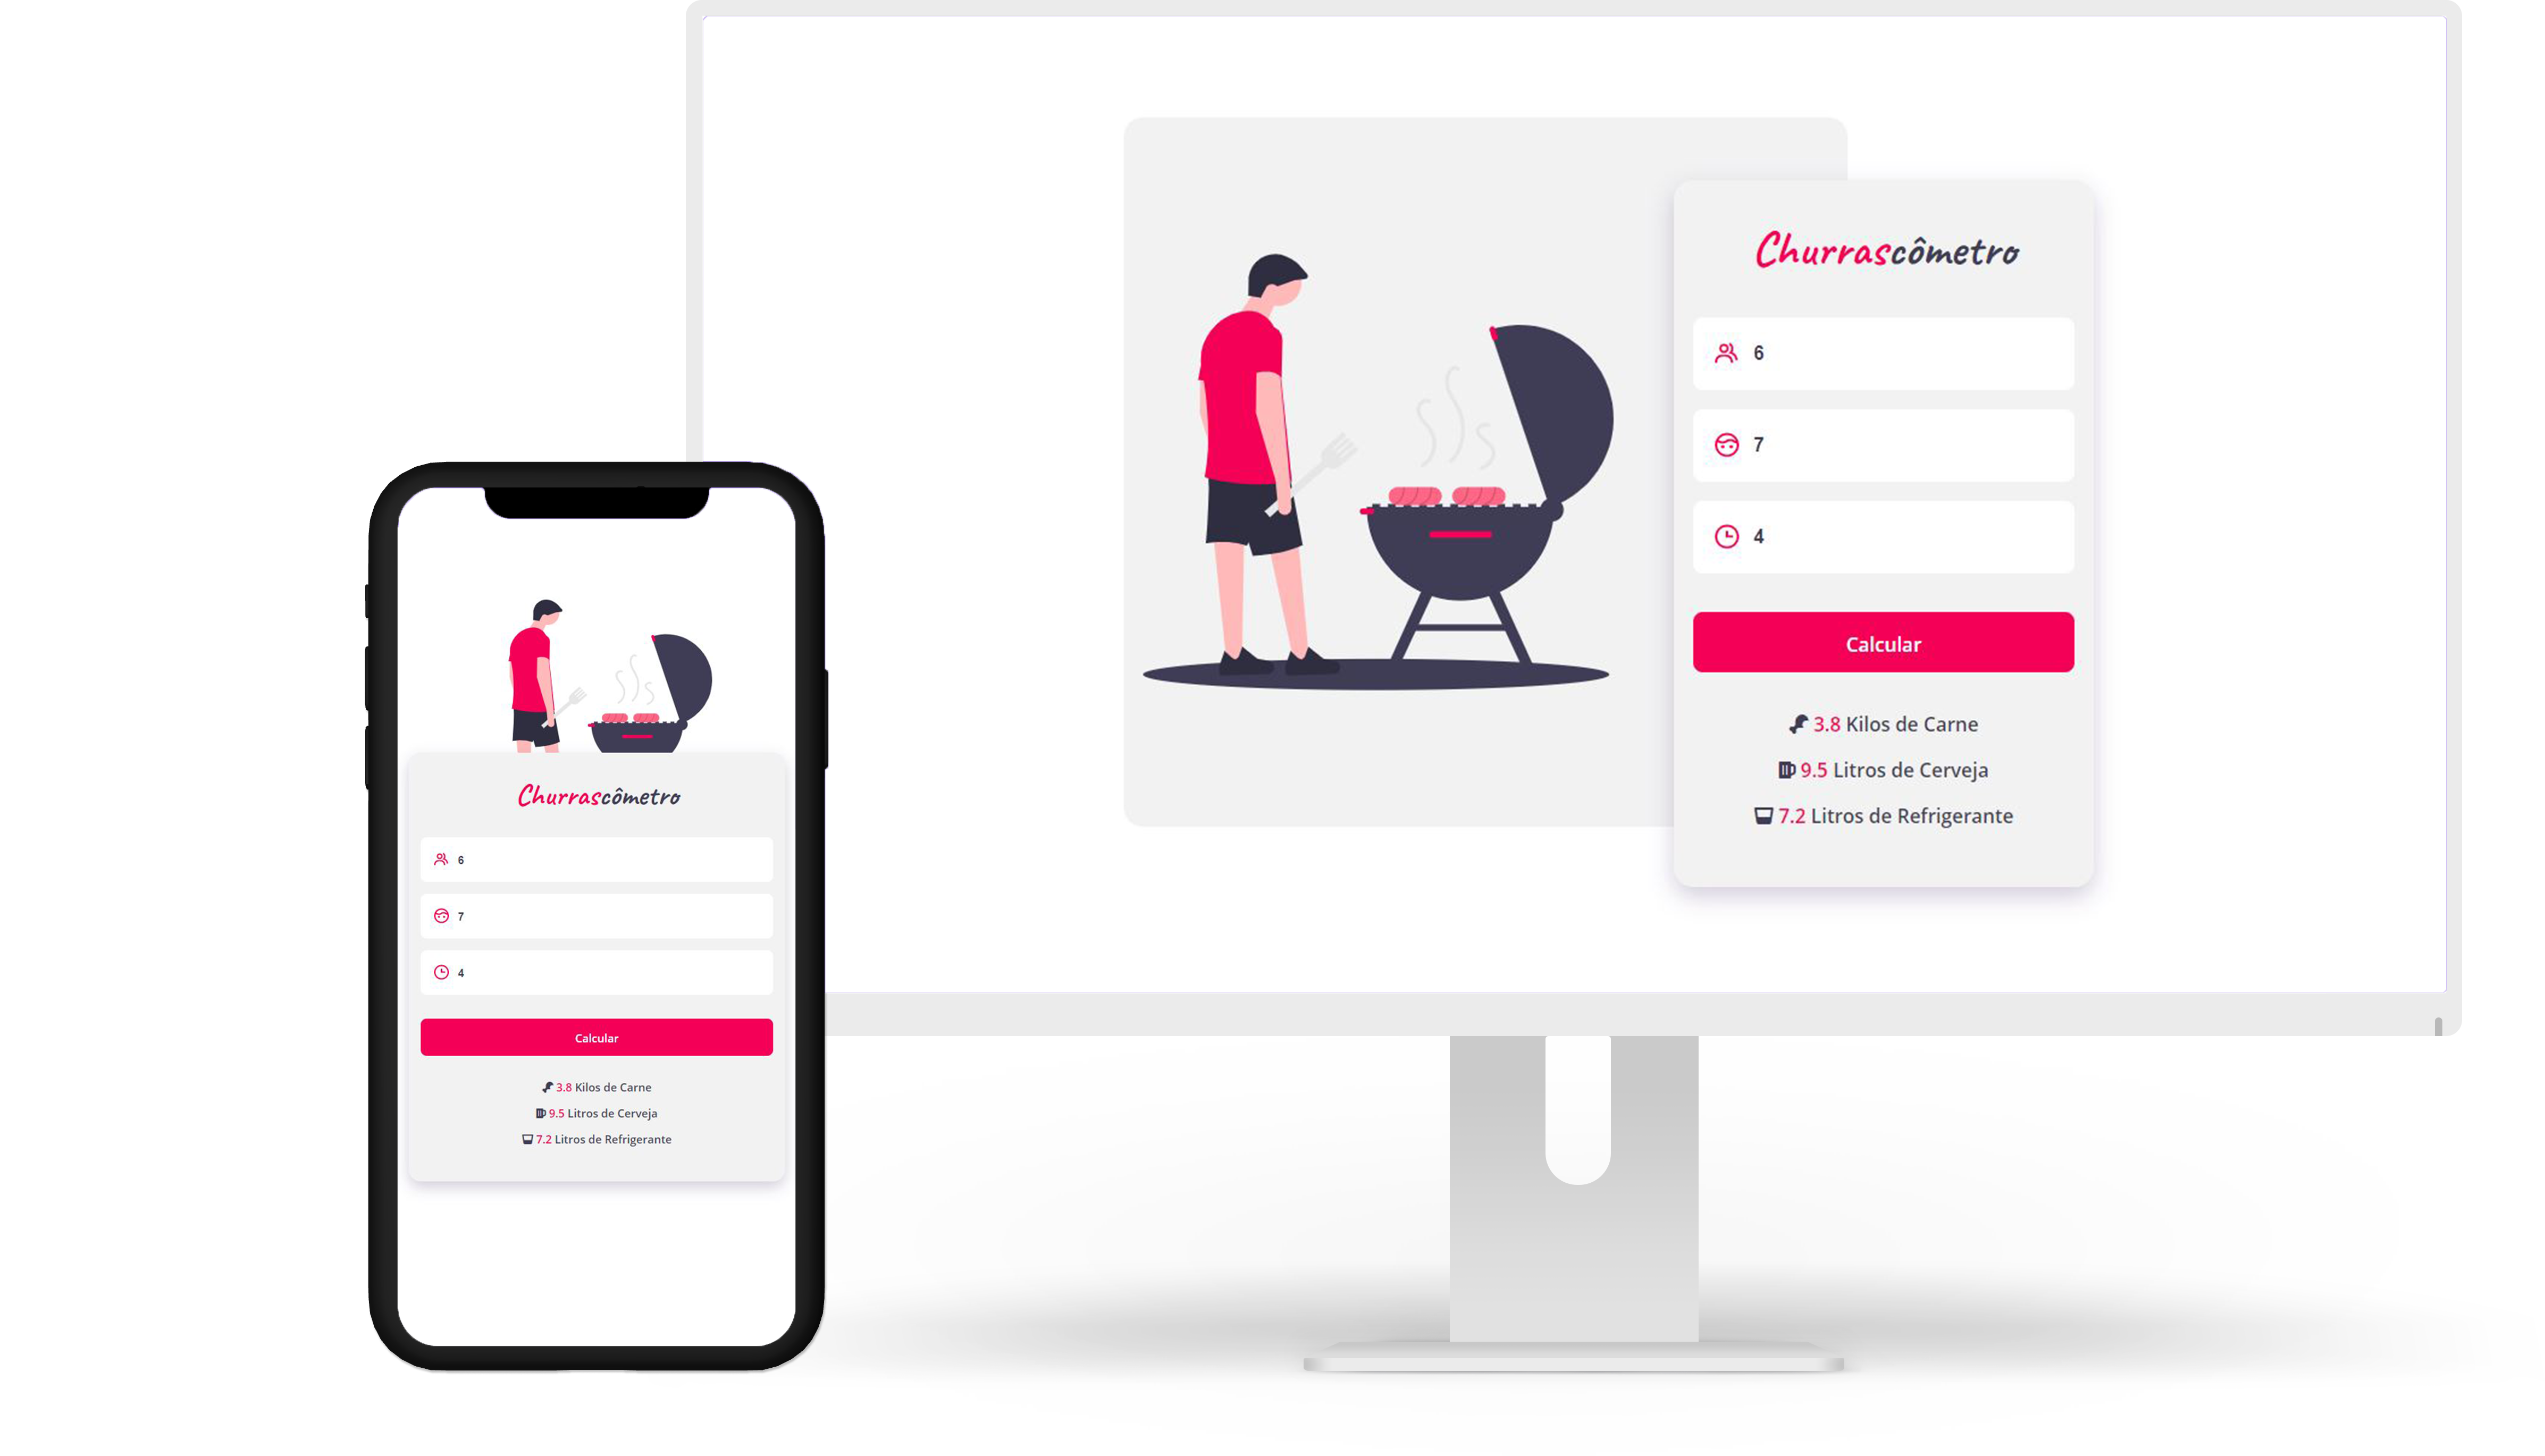 Churrascômetro
6
7
4
Calcular
3.8 Kilos de Carne
9.5 Litros de Cerveja
7.2 Litros de Refrigerante
Churrascômetro
6
7
4
Calcular
3.8 Kilos de Carne
9.5 Litros de Cerveja
7.2 Litros de Refrigerante